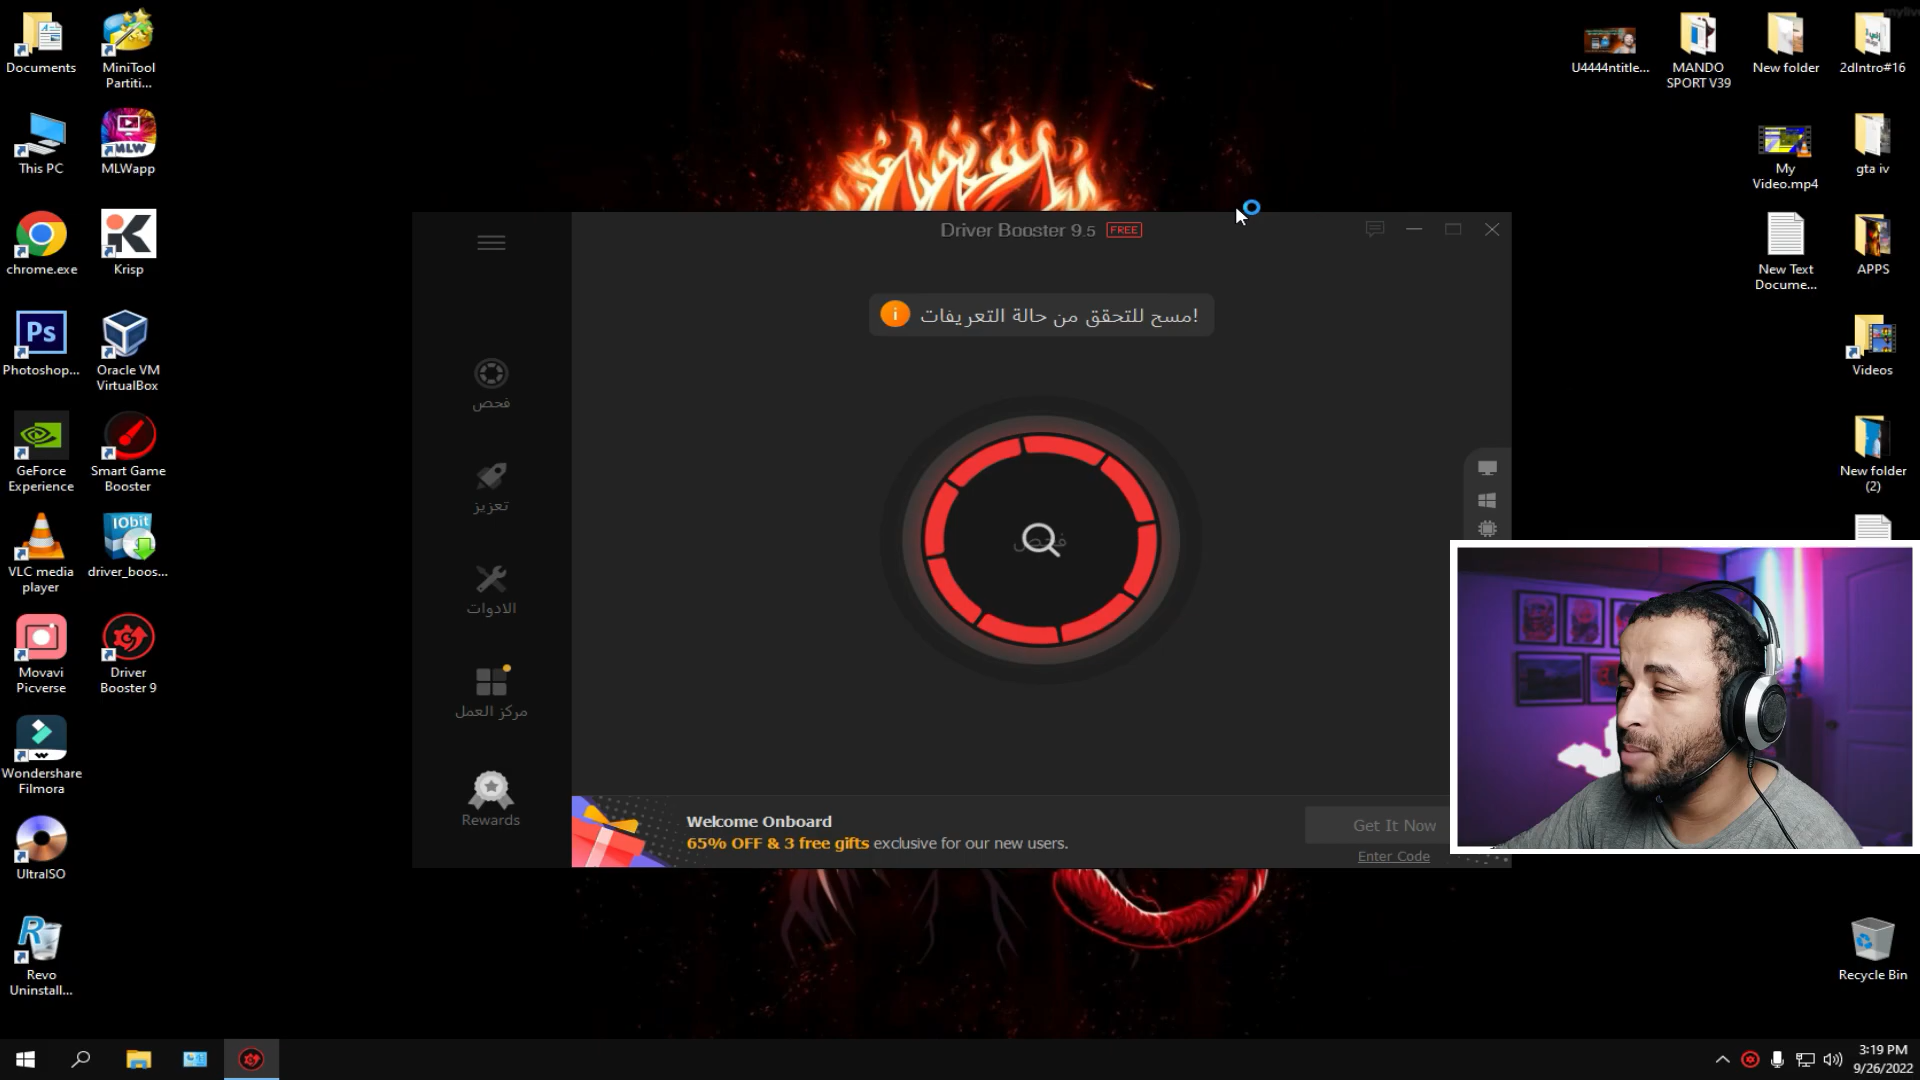 Documents
MiniTool
Partiti...
This PC
MLW
MLWapp
chrome.exe
Krisp
Ps
Photoshop...
Oracle VM
VirtualBox
GeForce
Experience
Smart Game
Booster
VLC media
player
IObit
driver_boos...
Movavi
Picverse
Driver
Booster 9
Wondershare
Filmora
UltraISO
Revo
Uninstall...
Driver Booster 9.5 FREE
مسح للتحقق من حالة التعريفات!
فحص
تعزيز
الادوات
مركز العمل
Rewards
فحص
Welcome Onboard
65% OFF & 3 free gifts exclusive for our new users.
Get It Now
Enter Code
U4444ntitle...
MANDO
SPORT V39
New folder
2dIntro#16
My
Video.mp4
gta iv
New Text
Docume...
APPS
Videos
New folder
(2)
Recycle Bin
3:19 PM
9/26/2022